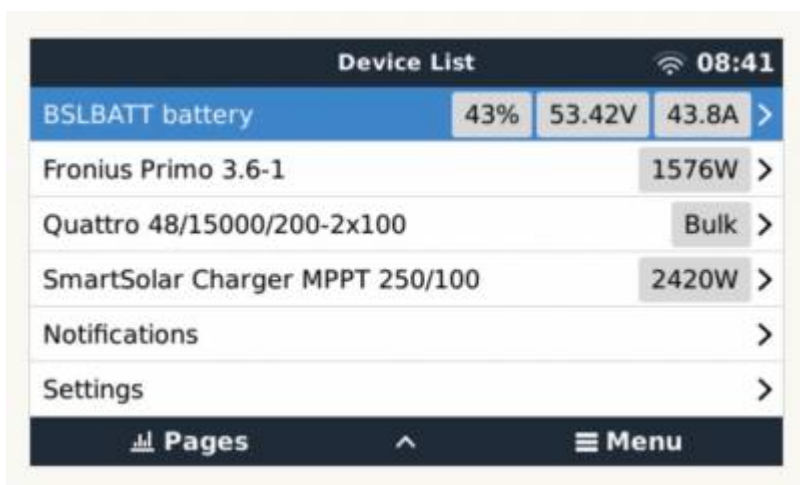 Device List 08:41
BSLBATT battery 43% 53.42V 43.8A
Fronius Primo 3.6-1 1576W
Quattro 48/15000/200-2x100 Bulk
SmartSolar Charger MPPT 250/100 2420W
Notifications
Settings
Pages Menu